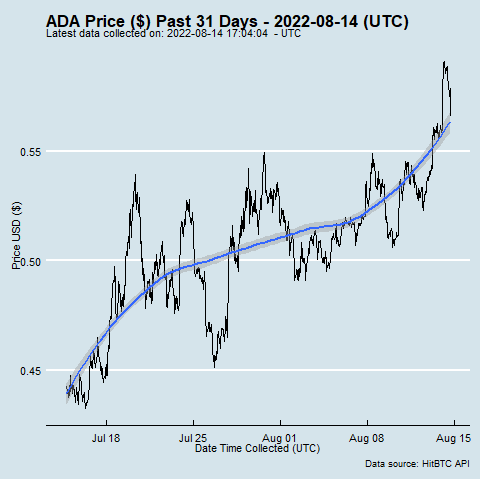 ADA Price ($) Past 31 Days - 2022-08-14 (UTC)
Latest data collected on: 2022-08-14 17:04:04  - UTC
0.55
0.50
0.45
Price USD ($)
Jul 18
Jul 25
Aug 01
Aug 08
Aug 15
Date Time Collected (UTC)
Data source: HitBTC API